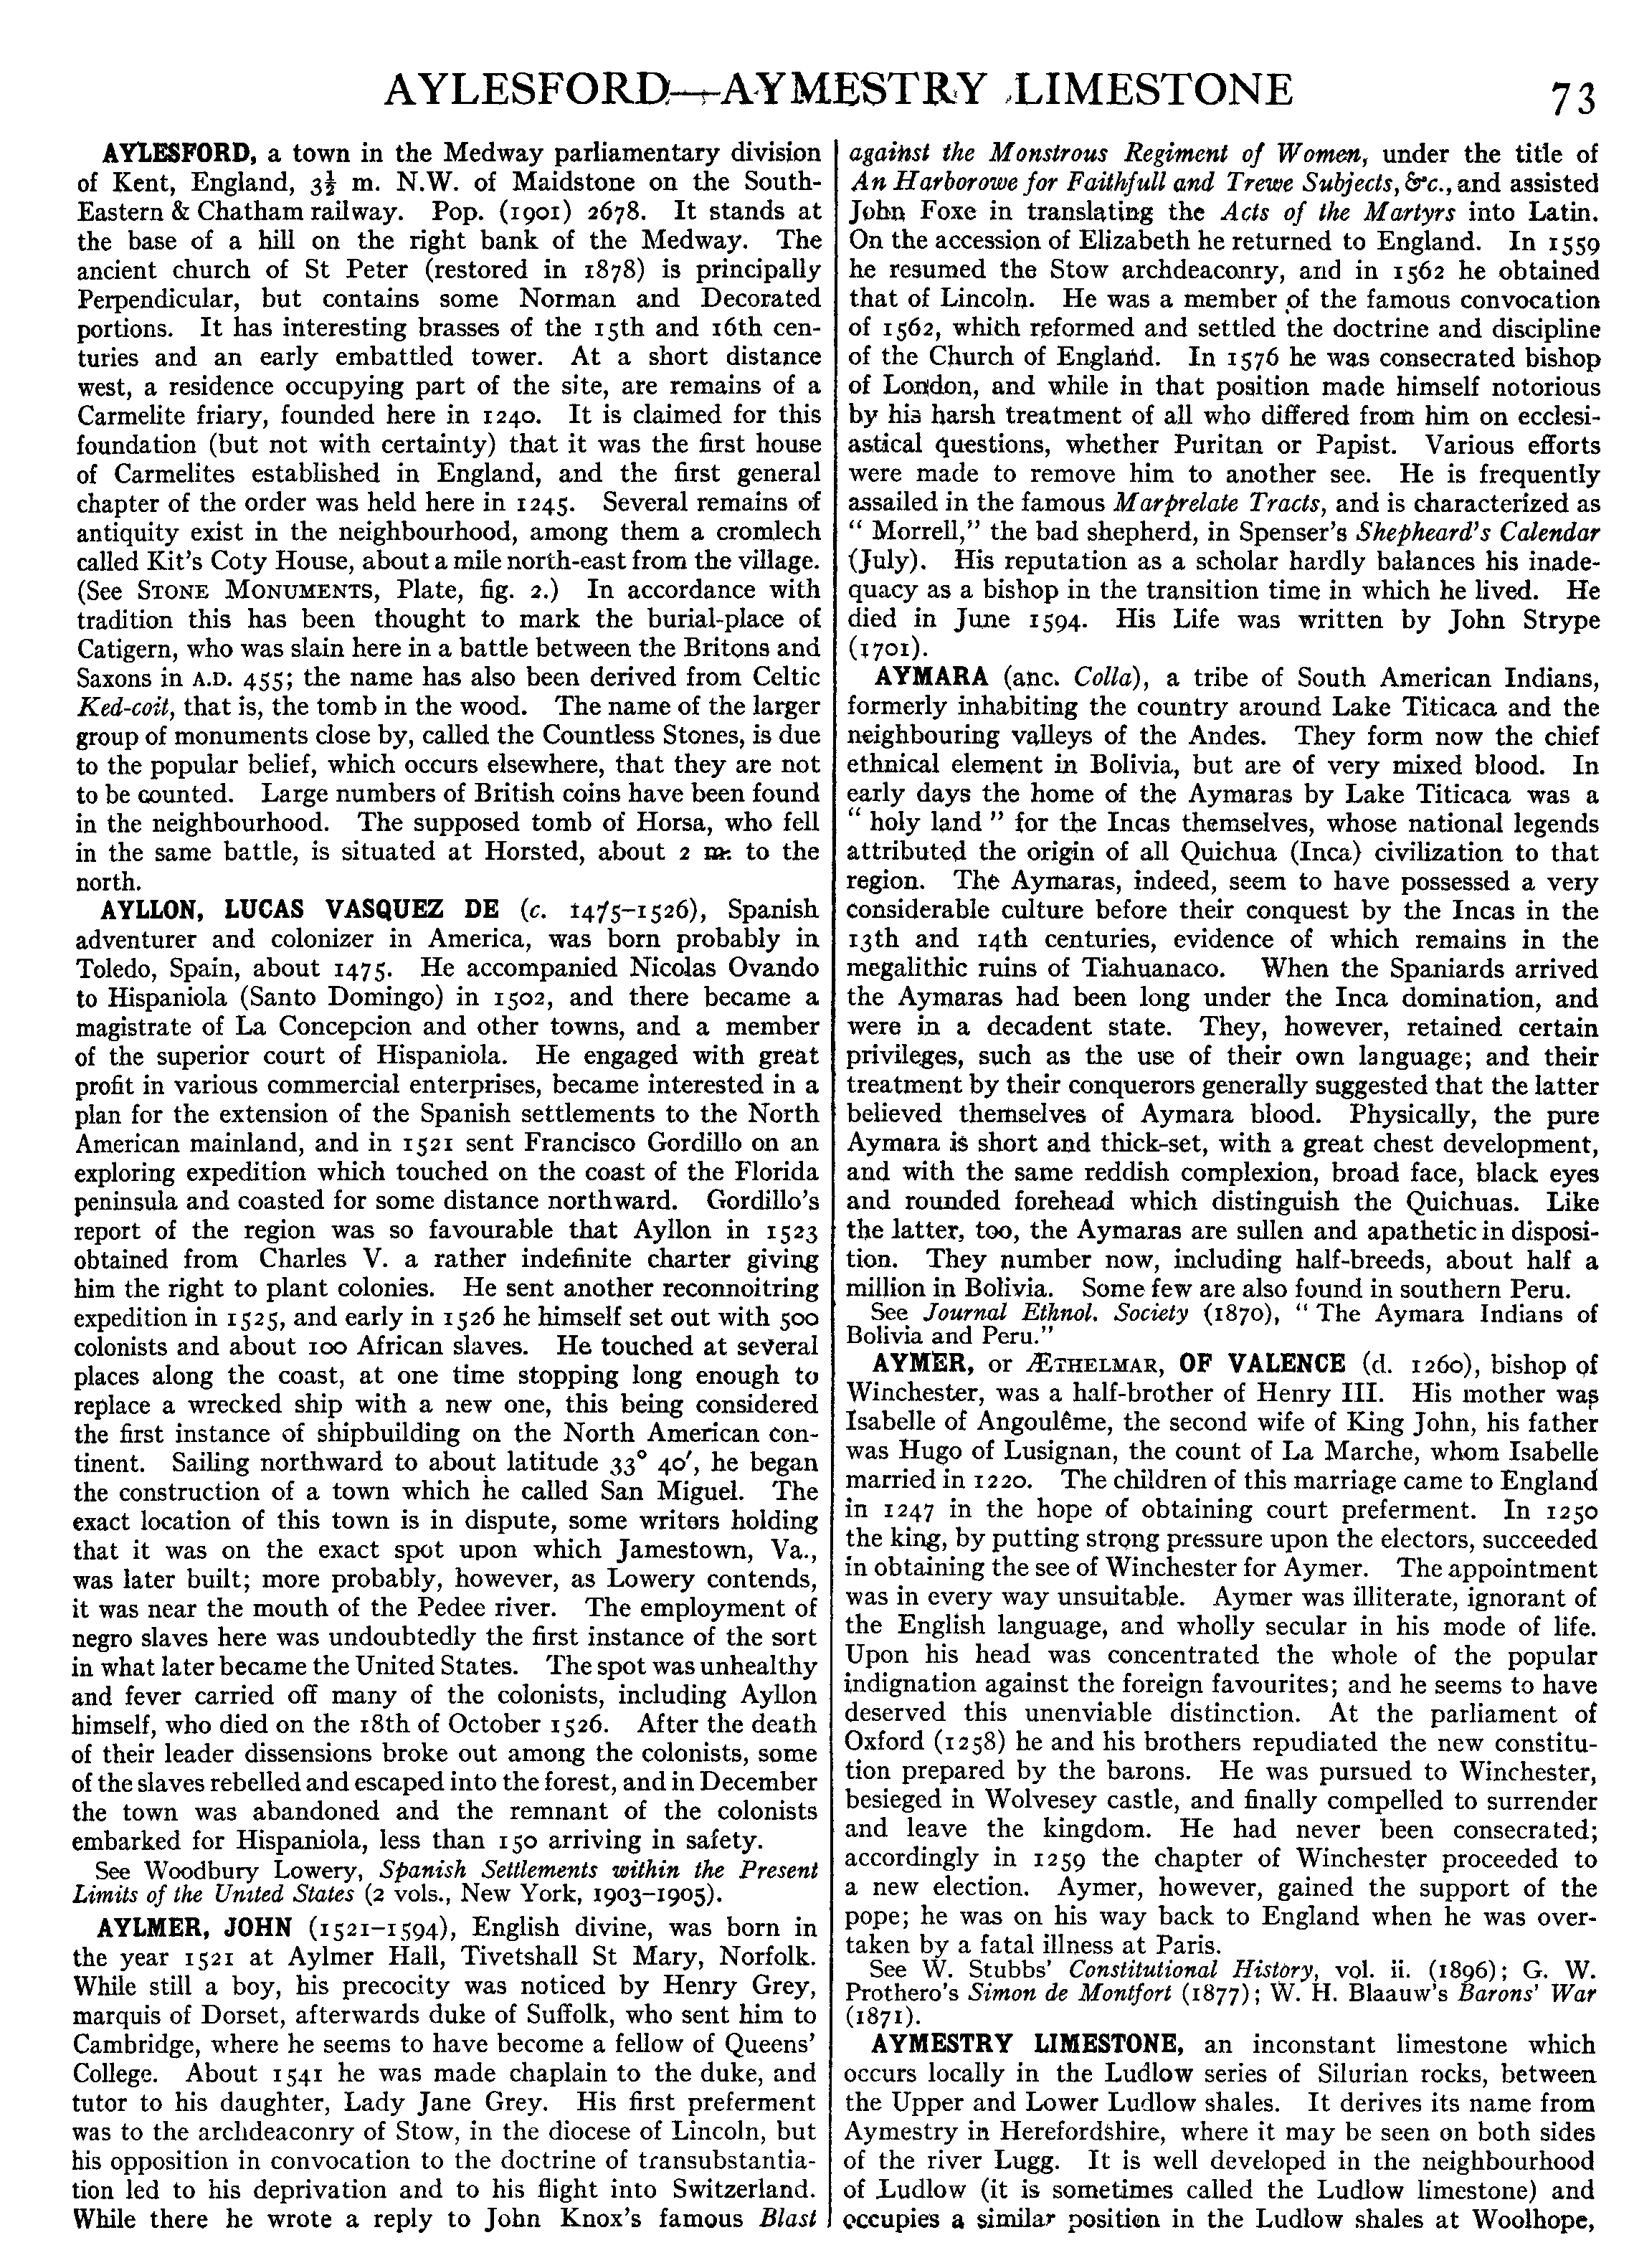 AYLESFORD—AYMESTRY LIMESTONE
73
AYLESFORD, a town in the Medway parliamentary division
of Kent, England, 3½ m. N.W. of Maidstone on the South-
Eastern & Chatham railway. Pop. (1901) 2678. It stands at
the base of a hill on the right bank of the Medway. The
ancient church of St Peter (restored in 1878) is principally
Perpendicular, but contains some Norman and Decorated
portions. It has interesting brasses of the 15th and 16th cen-
turies and an early embattled tower. At a short distance
west, a residence occupying part of the site, are remains of a
Carmelite friary, founded here in 1240. It is claimed for this
foundation (but not with certainty) that it was the first house
of Carmelites established in England, and the first general
chapter of the order was held here in 1245. Several remains of
antiquity exist in the neighbourhood, among them a cromlech
called Kit's Coty House, about a mile north-east from the village.
(See STONE MONUMENTS, Plate, fig. 2.) In accordance with
tradition this has been thought to mark the burial-place of
Catigern, who was slain here in a battle between the Britons and
Saxons in A.D. 455; the name has also been derived from Celtic
Ked-coit, that is, the tomb in the wood. The name of the larger
group of monuments close by, called the Countless Stones, is due
to the popular belief, which occurs elsewhere, that they are not
to be counted. Large numbers of British coins have been found
in the neighbourhood. The supposed tomb of Horsa, who fell
in the same battle, is situated at Horsted, about 2 m. to the
north.
AYLLON, LUCAS VASQUEZ DE (c. 1475-1526), Spanish
adventurer and colonizer in America, was born probably in
Toledo, Spain, about 1475. He accompanied Nicolas Ovando
to Hispaniola (Santo Domingo) in 1502, and there became a
magistrate of La Concepcion and other towns, and a member
of the superior court of Hispaniola. He engaged with great
profit in various commercial enterprises, became interested in a
plan for the extension of the Spanish settlements to the North
American mainland, and in 1521 sent Francisco Gordillo on an
exploring expedition which touched on the coast of the Florida
peninsula and coasted for some distance northward. Gordillo's
report of the region was so favourable that Ayllon in 1523
obtained from Charles V. a rather indefinite charter giving
him the right to plant colonies. He sent another reconnoitring
expedition in 1525, and early in 1526 he himself set out with 500
colonists and about 100 African slaves. He touched at several
places along the coast, at one time stopping long enough to
replace a wrecked ship with a new one, this being considered
the first instance of shipbuilding on the North American con-
tinent. Sailing northward to about latitude 33° 40′, he began
the construction of a town which he called San Miguel. The
exact location of this town is in dispute, some writers holding
that it was on the exact spot upon which Jamestown, Va.,
was later built; more probably, however, as Lowery contends,
it was near the mouth of the Pedee river. The employment of
negro slaves here was undoubtedly the first instance of the sort
in what later became the United States. The spot was unhealthy
and fever carried off many of the colonists, including Ayllon
himself, who died on the 18th of October 1526. After the death
of their leader dissensions broke out among the colonists, some
of the slaves rebelled and escaped into the forest, and in December
the town was abandoned and the remnant of the colonists
embarked for Hispaniola, less than 150 arriving in safety.
See Woodbury Lowery, Spanish Settlements within the Present
Limits of the United States (2 vols., New York, 1903-1905).
AYLMER, JOHN (1521-1594), English divine, was born in
the year 1521 at Aylmer Hall, Tivetshall St Mary, Norfolk.
While still a boy, his precocity was noticed by Henry Grey,
marquis of Dorset, afterwards duke of Suffolk, who sent him to
Cambridge, where he seems to have become a fellow of Queens'
College. About 1541 he was made chaplain to the duke, and
tutor to his daughter, Lady Jane Grey. His first preferment
was to the archdeaconry of Stow, in the diocese of Lincoln, but
his opposition in convocation to the doctrine of transubstantia-
tion led to his deprivation and to his flight into Switzerland.
While there he wrote a reply to John Knox's famous Blast
against the Monstrous Regiment of Women, under the title of
An Harborowe for Faithfull and Trewe Subjects, &c., and assisted
John Foxe in translating the Acts of the Martyrs into Latin.
On the accession of Elizabeth he returned to England. In 1559
he resumed the Stow archdeaconry, and in 1562 he obtained
that of Lincoln. He was a member of the famous convocation
of 1562, which reformed and settled the doctrine and discipline
of the Church of England. In 1576 he was consecrated bishop
of London, and while in that position made himself notorious
by his harsh treatment of all who differed from him on ecclesi-
astical questions, whether Puritan or Papist. Various efforts
were made to remove him to another see. He is frequently
assailed in the famous Marprelate Tracts, and is characterized as
" Morrell," the bad shepherd, in Spenser's Shepheard's Calendar
(July). His reputation as a scholar hardly balances his inade-
quacy as a bishop in the transition time in which he lived. He
died in June 1594. His Life was written by John Strype
(1701).
AYMARA (anc. Colla), a tribe of South American Indians,
formerly inhabiting the country around Lake Titicaca and the
neighbouring valleys of the Andes. They form now the chief
ethnical element in Bolivia, but are of very mixed blood. In
early days the home of the Aymaras by Lake Titicaca was a
" holy land " for the Incas themselves, whose national legends
attributed the origin of all Quichua (Inca) civilization to that
region. The Aymaras, indeed, seem to have possessed a very
considerable culture before their conquest by the Incas in the
13th and 14th centuries, evidence of which remains in the
megalithic ruins of Tiahuanaco. When the Spaniards arrived
the Aymaras had been long under the Inca domination, and
were in a decadent state. They, however, retained certain
privileges, such as the use of their own language; and their
treatment by their conquerors generally suggested that the latter
believed themselves of Aymara blood. Physically, the pure
Aymara is short and thick-set, with a great chest development,
and with the same reddish complexion, broad face, black eyes
and rounded forehead which distinguish the Quichuas. Like
the latter, too, the Aymaras are sullen and apathetic in disposi-
tion. They number now, including half-breeds, about half a
million in Bolivia. Some few are also found in southern Peru.
See Journal Ethnol. Society (1870), " The Aymara Indians of
Bolivia and Peru."
AYMER, or ÆTHELMAR, OF VALENCE (d. 1260), bishop of
Winchester, was a half-brother of Henry III. His mother was
Isabelle of Angoulême, the second wife of King John, his father
was Hugo of Lusignan, the count of La Marche, whom Isabelle
married in 1220. The children of this marriage came to England
in 1247 in the hope of obtaining court preferment. In 1250
the king, by putting strong pressure upon the electors, succeeded
in obtaining the see of Winchester for Aymer. The appointment
was in every way unsuitable. Aymer was illiterate, ignorant of
the English language, and wholly secular in his mode of life.
Upon his head was concentrated the whole of the popular
indignation against the foreign favourites; and he seems to have
deserved this unenviable distinction. At the parliament of
Oxford (1258) he and his brothers repudiated the new constitu-
tion prepared by the barons. He was pursued to Winchester,
besieged in Wolvesey castle, and finally compelled to surrender
and leave the kingdom. He had never been consecrated;
accordingly in 1259 the chapter of Winchester proceeded to
a new election. Aymer, however, gained the support of the
pope; he was on his way back to England when he was over-
taken by a fatal illness at Paris.
See W. Stubbs' Constitutional History, vol. ii. (1896); G. W.
Prothero's Simon de Montfort (1877); W. H. Blaauw's Barons' War
(1871).
AYMESTRY LIMESTONE, an inconstant limestone which
occurs locally in the Ludlow series of Silurian rocks, between
the Upper and Lower Ludlow shales. It derives its name from
Aymestry in Herefordshire, where it may be seen on both sides
of the river Lugg. It is well developed in the neighbourhood
of Ludlow (it is sometimes called the Ludlow limestone) and
occupies a similar position in the Ludlow shales at Woolhope,